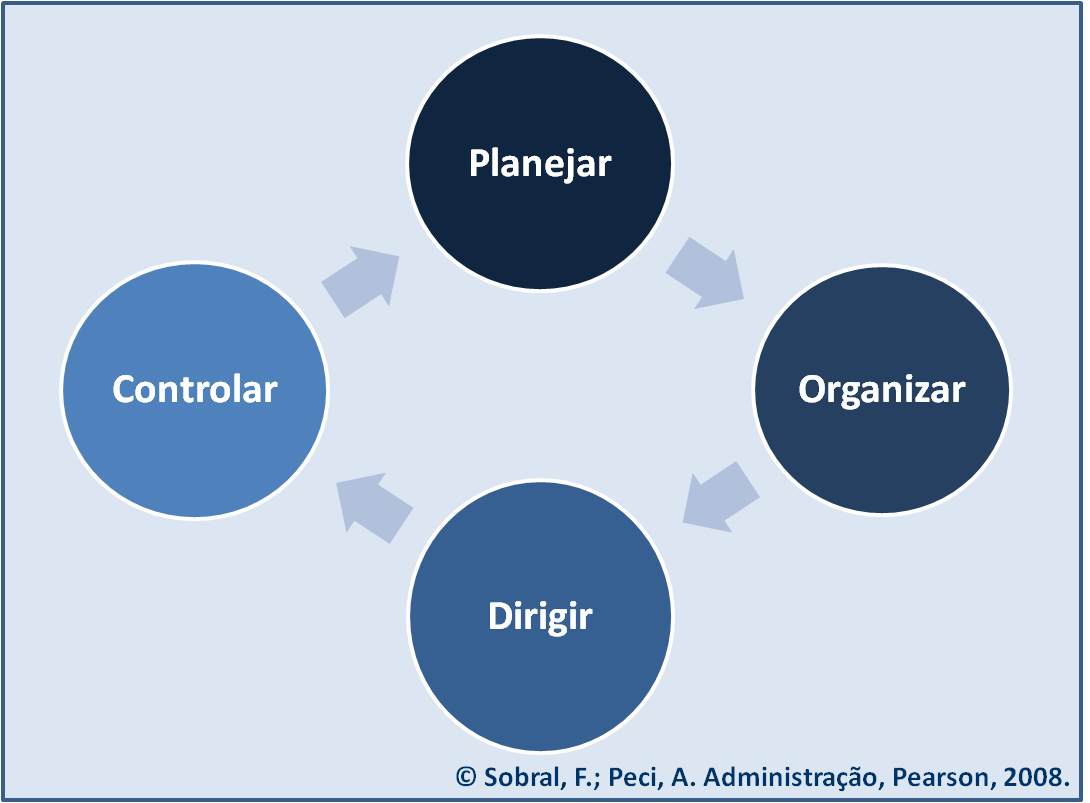 Planejar
Organizar
Dirigir
Controlar
© Sobral, F.; Peci, A. Administração, Pearson, 2008.